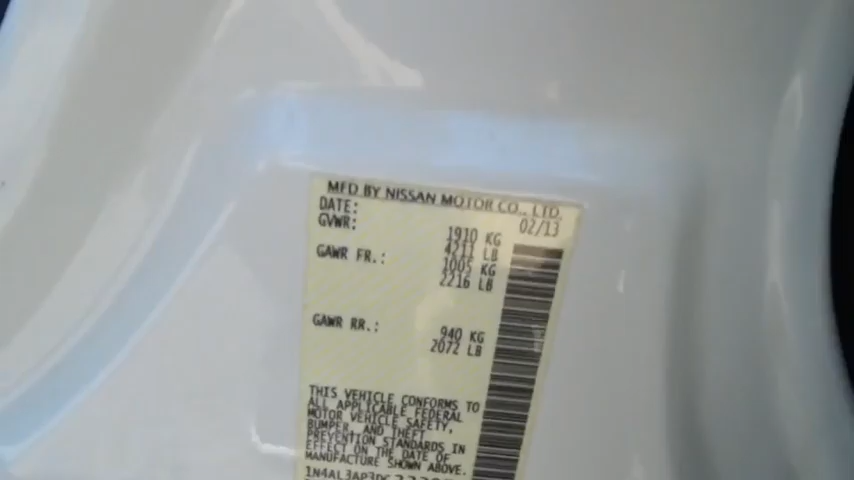 MFD BY NISSAN MOTOR CO., LTD.
DATE: 02/13
GVWR: 1910 KG
4211 LB
GAWR FR.: 1005 KG
2216 LB
GAWR RR.: 940 KG
2072 LB
THIS VEHICLE CONFORMS TO
ALL APPLICABLE FEDERAL
MOTOR VEHICLE SAFETY,
BUMPER, AND THEFT
PREVENTION STANDARDS IN
EFFECT ON THE DATE OF
MANUFACTURE SHOWN ABOVE.